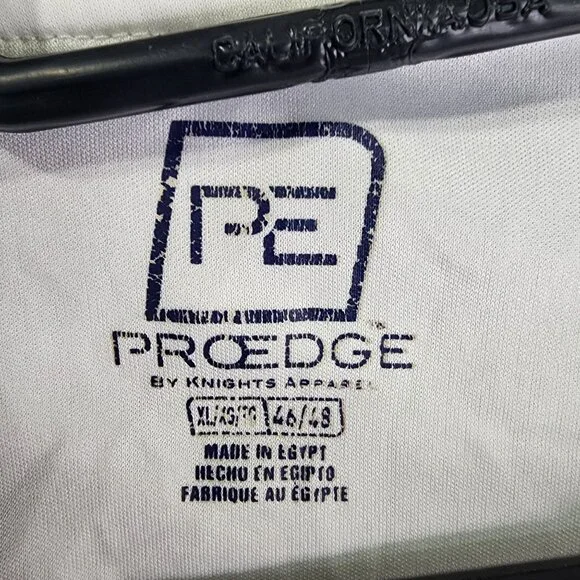 CALIFORNIA USA
PE
PROEDGE
BY KNIGHTS APPAREL
XL/XG/TG 46/48
MADE IN EGYPT
HECHO EN EGIPTO
FABRIQUE AU ÉGYPTE